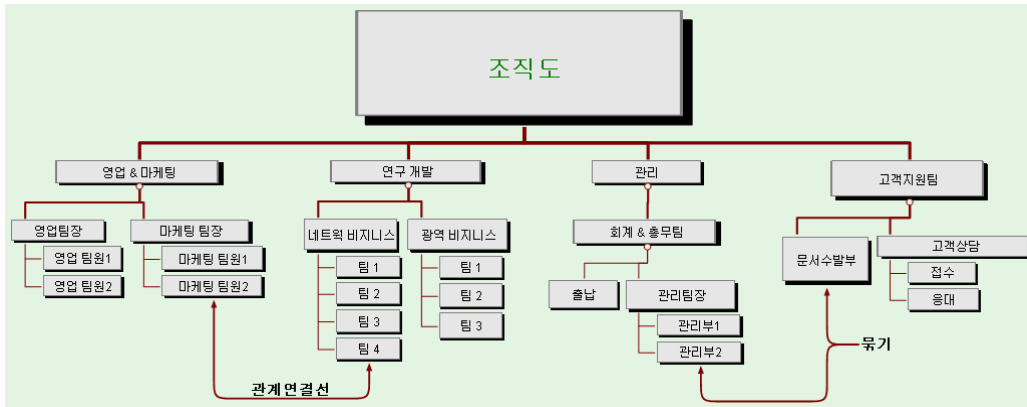 조직도
영업 & 마케팅
연구 개발
관리
고객지원팀
영업팀장
마케팅 팀장
네트웍 비지니스
광역 비지니스
회계 & 총무팀
문서수발부
고객상담
영업 팀원1
영업 팀원2
마케팅 팀원1
마케팅 팀원2
팀 1
팀 2
팀 3
팀 4
팀 1
팀 2
팀 3
출납
관리팀장
관리부1
관리부2
접수
응대
관계연결선
묶기